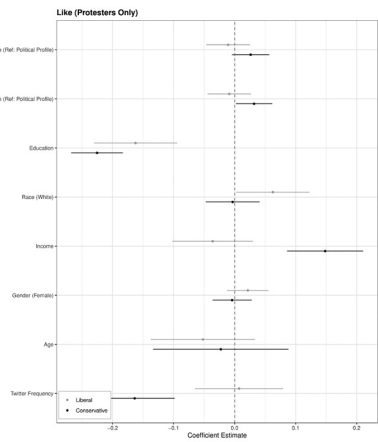 Like (Protesters Only)
(Ref: Political Profile)
(Ref: Political Profile)
Education
Race (White)
Income
Gender (Female)
Age
Twitter Frequency
Liberal
Conservative
−0.2 −0.1 0.0 0.1 0.2
Coefficient Estimate